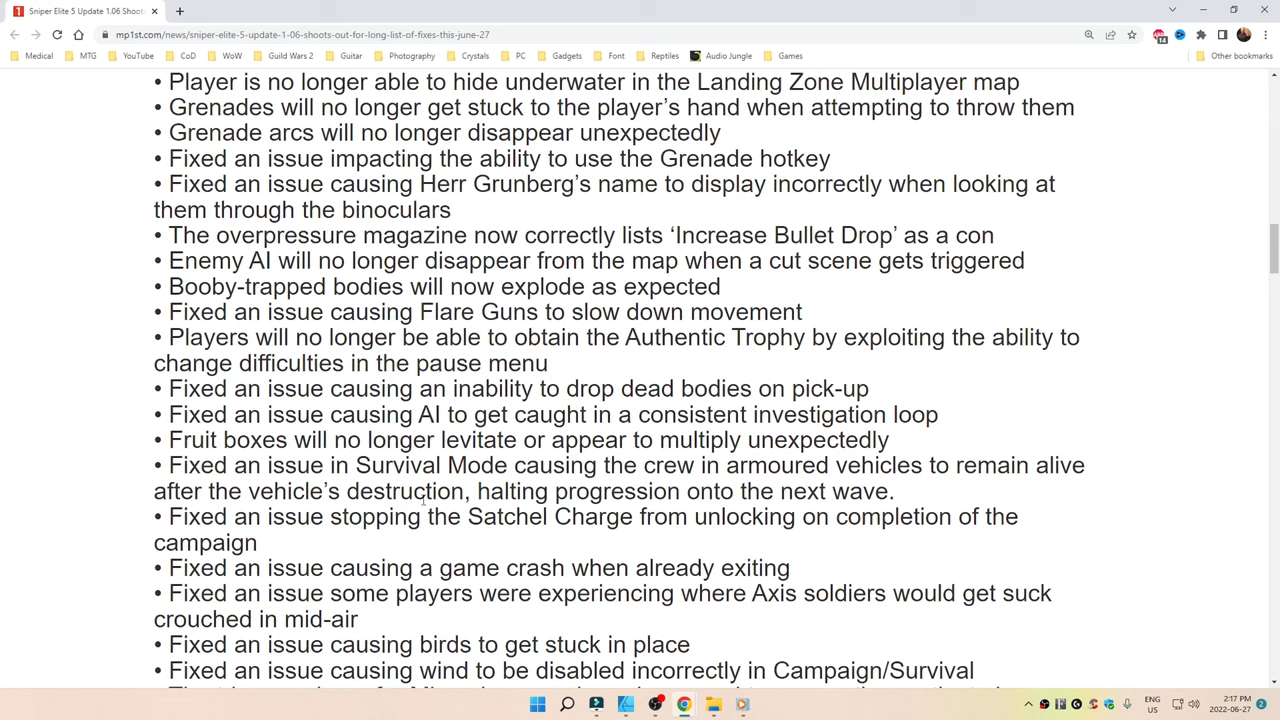 Sniper Elite 5 Update 1.06 Shoots
mp1st.com/news/sniper-elite-5-update-1-06-shoots-out-for-long-list-of-fixes-this-june-27
14
Medical MTG YouTube CoD WoW Guild Wars 2 Guitar Photography Crystals PC Gadgets Font Reptiles Audio Jungle Games Other bookmarks
• Player is no longer able to hide underwater in the Landing Zone Multiplayer map
• Grenades will no longer get stuck to the player's hand when attempting to throw them
• Grenade arcs will no longer disappear unexpectedly
• Fixed an issue impacting the ability to use the Grenade hotkey
• Fixed an issue causing Herr Grunberg's name to display incorrectly when looking at
them through the binoculars
• The overpressure magazine now correctly lists 'Increase Bullet Drop' as a con
• Enemy AI will no longer disappear from the map when a cut scene gets triggered
• Booby-trapped bodies will now explode as expected
• Fixed an issue causing Flare Guns to slow down movement
• Players will no longer be able to obtain the Authentic Trophy by exploiting the ability to
change difficulties in the pause menu
• Fixed an issue causing an inability to drop dead bodies on pick-up
• Fixed an issue causing AI to get caught in a consistent investigation loop
• Fruit boxes will no longer levitate or appear to multiply unexpectedly
• Fixed an issue in Survival Mode causing the crew in armoured vehicles to remain alive
after the vehicle's destruction, halting progression onto the next wave.
• Fixed an issue stopping the Satchel Charge from unlocking on completion of the
campaign
• Fixed an issue causing a game crash when already exiting
• Fixed an issue some players were experiencing where Axis soldiers would get suck
crouched in mid-air
• Fixed an issue causing birds to get stuck in place
• Fixed an issue causing wind to be disabled incorrectly in Campaign/Survival
ENG
US
2:17 PM
2022-06-27
2